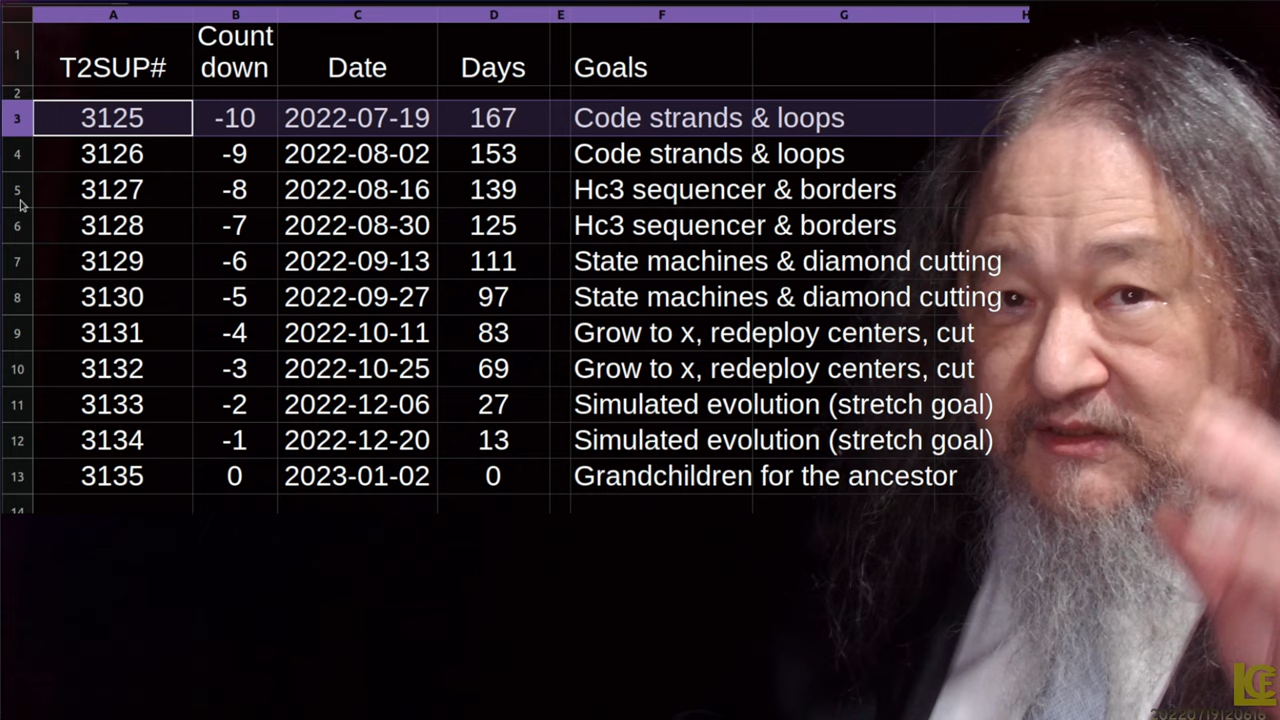 A B C D E F G H
1 T2SUP# Count down Date Days Goals
2
3 3125 -10 2022-07-19 167 Code strands & loops
4 3126 -9 2022-08-02 153 Code strands & loops
5 3127 -8 2022-08-16 139 Hc3 sequencer & borders
6 3128 -7 2022-08-30 125 Hc3 sequencer & borders
7 3129 -6 2022-09-13 111 State machines & diamond cutting
8 3130 -5 2022-09-27 97 State machines & diamond cutting
9 3131 -4 2022-10-11 83 Grow to x, redeploy centers, cut
10 3132 -3 2022-10-25 69 Grow to x, redeploy centers, cut
11 3133 -2 2022-12-06 27 Simulated evolution (stretch goal)
12 3134 -1 2022-12-20 13 Simulated evolution (stretch goal)
13 3135 0 2023-01-02 0 Grandchildren for the ancestor
14